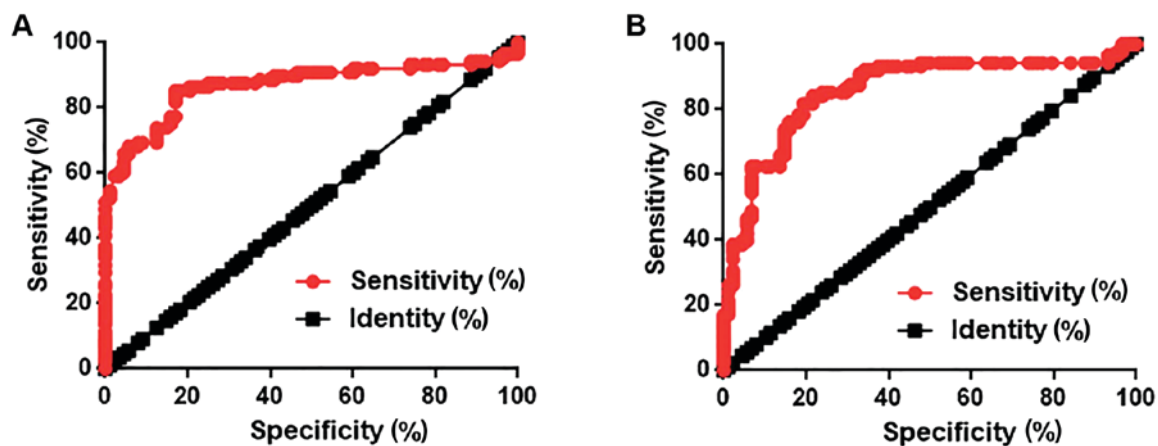 A
100
80
60
40
20
0
Sensitivity (%)
Sensitivity (%)
Identity (%)
0 20 40 60 80 100
Specificity (%)
B
100
80
60
40
20
0
Sensitivity (%)
Sensitivity (%)
Identity (%)
0 20 40 60 80 100
Specificity (%)